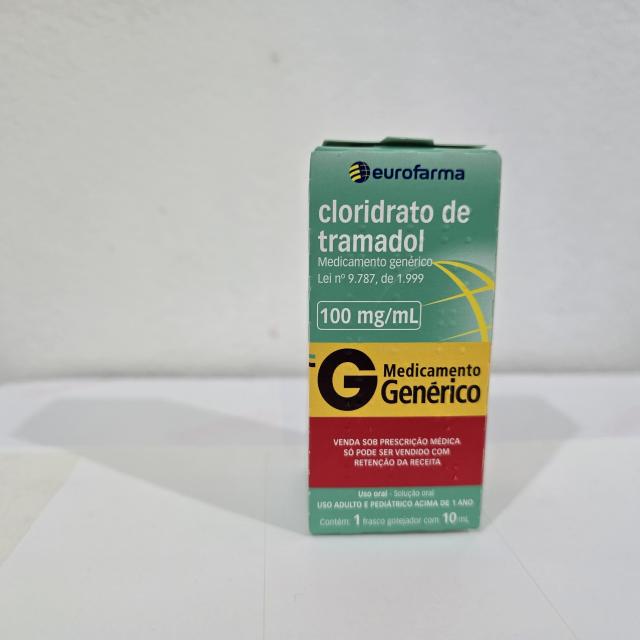 eurofarma
cloridrato de
tramadol
Medicamento genérico
Lei nº 9.787, de 1.999
100 mg/mL
G Medicamento
Genérico
VENDA SOB PRESCRIÇÃO MÉDICA
SÓ PODE SER VENDIDO COM
RETENÇÃO DA RECEITA
Uso oral - Solução oral
USO ADULTO E PEDIÁTRICO ACIMA DE 1 ANO
Contém: 1 frasco gotejador com 10 mL